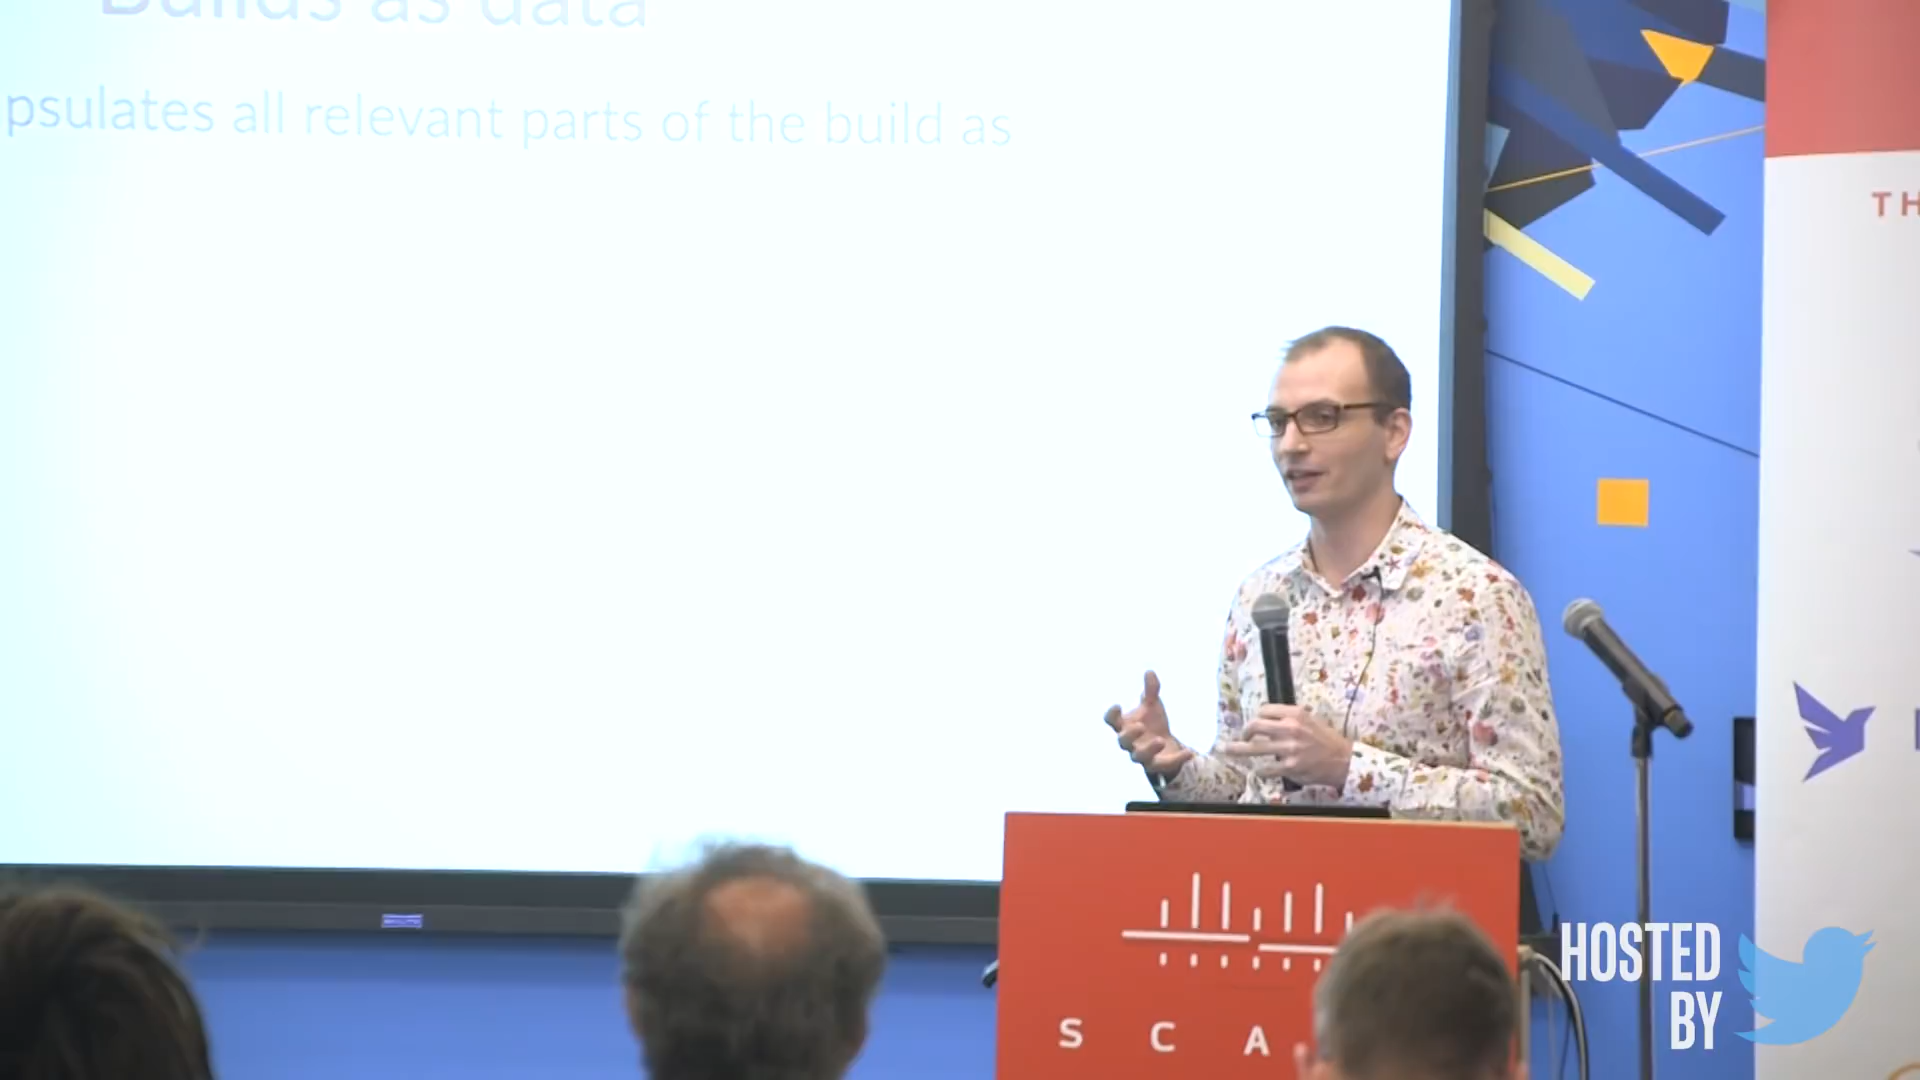 Builds as data
psulates all relevant parts of the build as
TH
S C A
HOSTED
BY